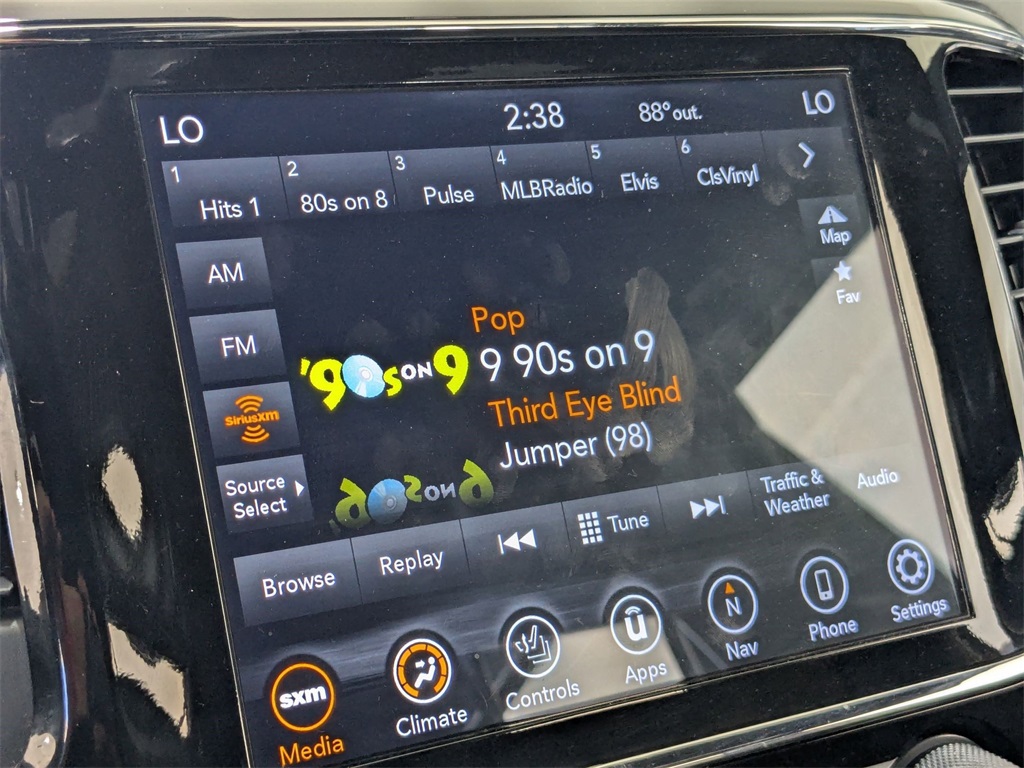 LO 2:38 88° out. LO
1 2 3 4 5 6
Hits 1 80s on 8 Pulse MLBRadio Elvis ClsVinyl
AM
FM
SiriusXM
Source
Select
Map
Fav
'90s ON 9
Pop
9 90s on 9
Third Eye Blind
Jumper (98)
Browse Replay Tune Traffic &
Weather Audio
sxm
Media Climate Controls
ū
Apps
N
Nav Phone Settings